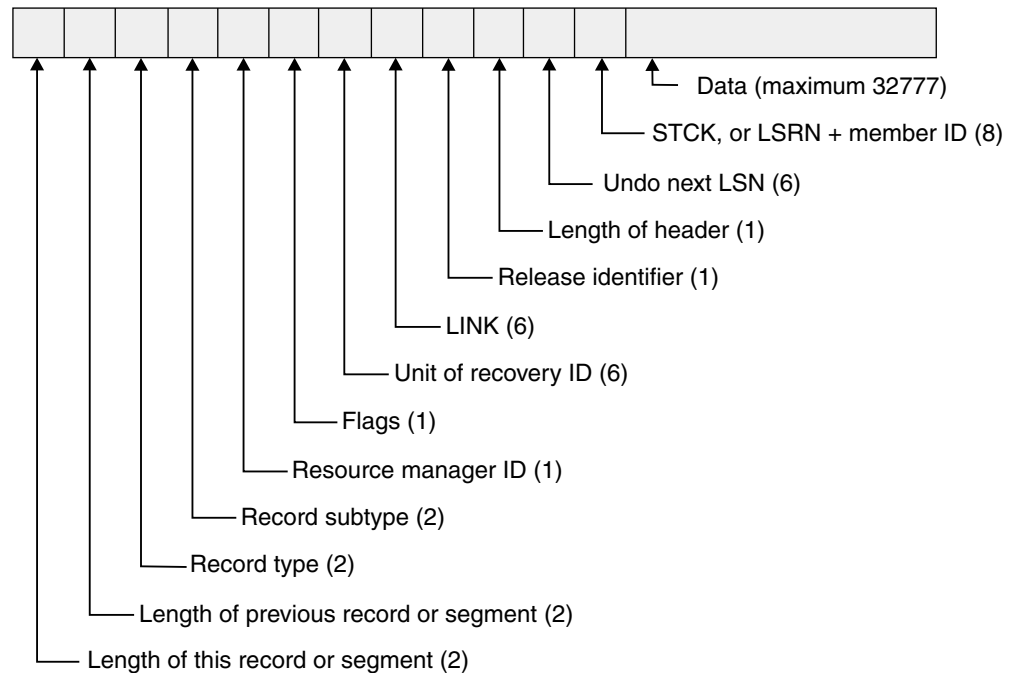 Data (maximum 32777)
STCK, or LSRN + member ID (8)
Undo next LSN (6)
Length of header (1)
Release identifier (1)
LINK (6)
Unit of recovery ID (6)
Flags (1)
Resource manager ID (1)
Record subtype (2)
Record type (2)
Length of previous record or segment (2)
Length of this record or segment (2)